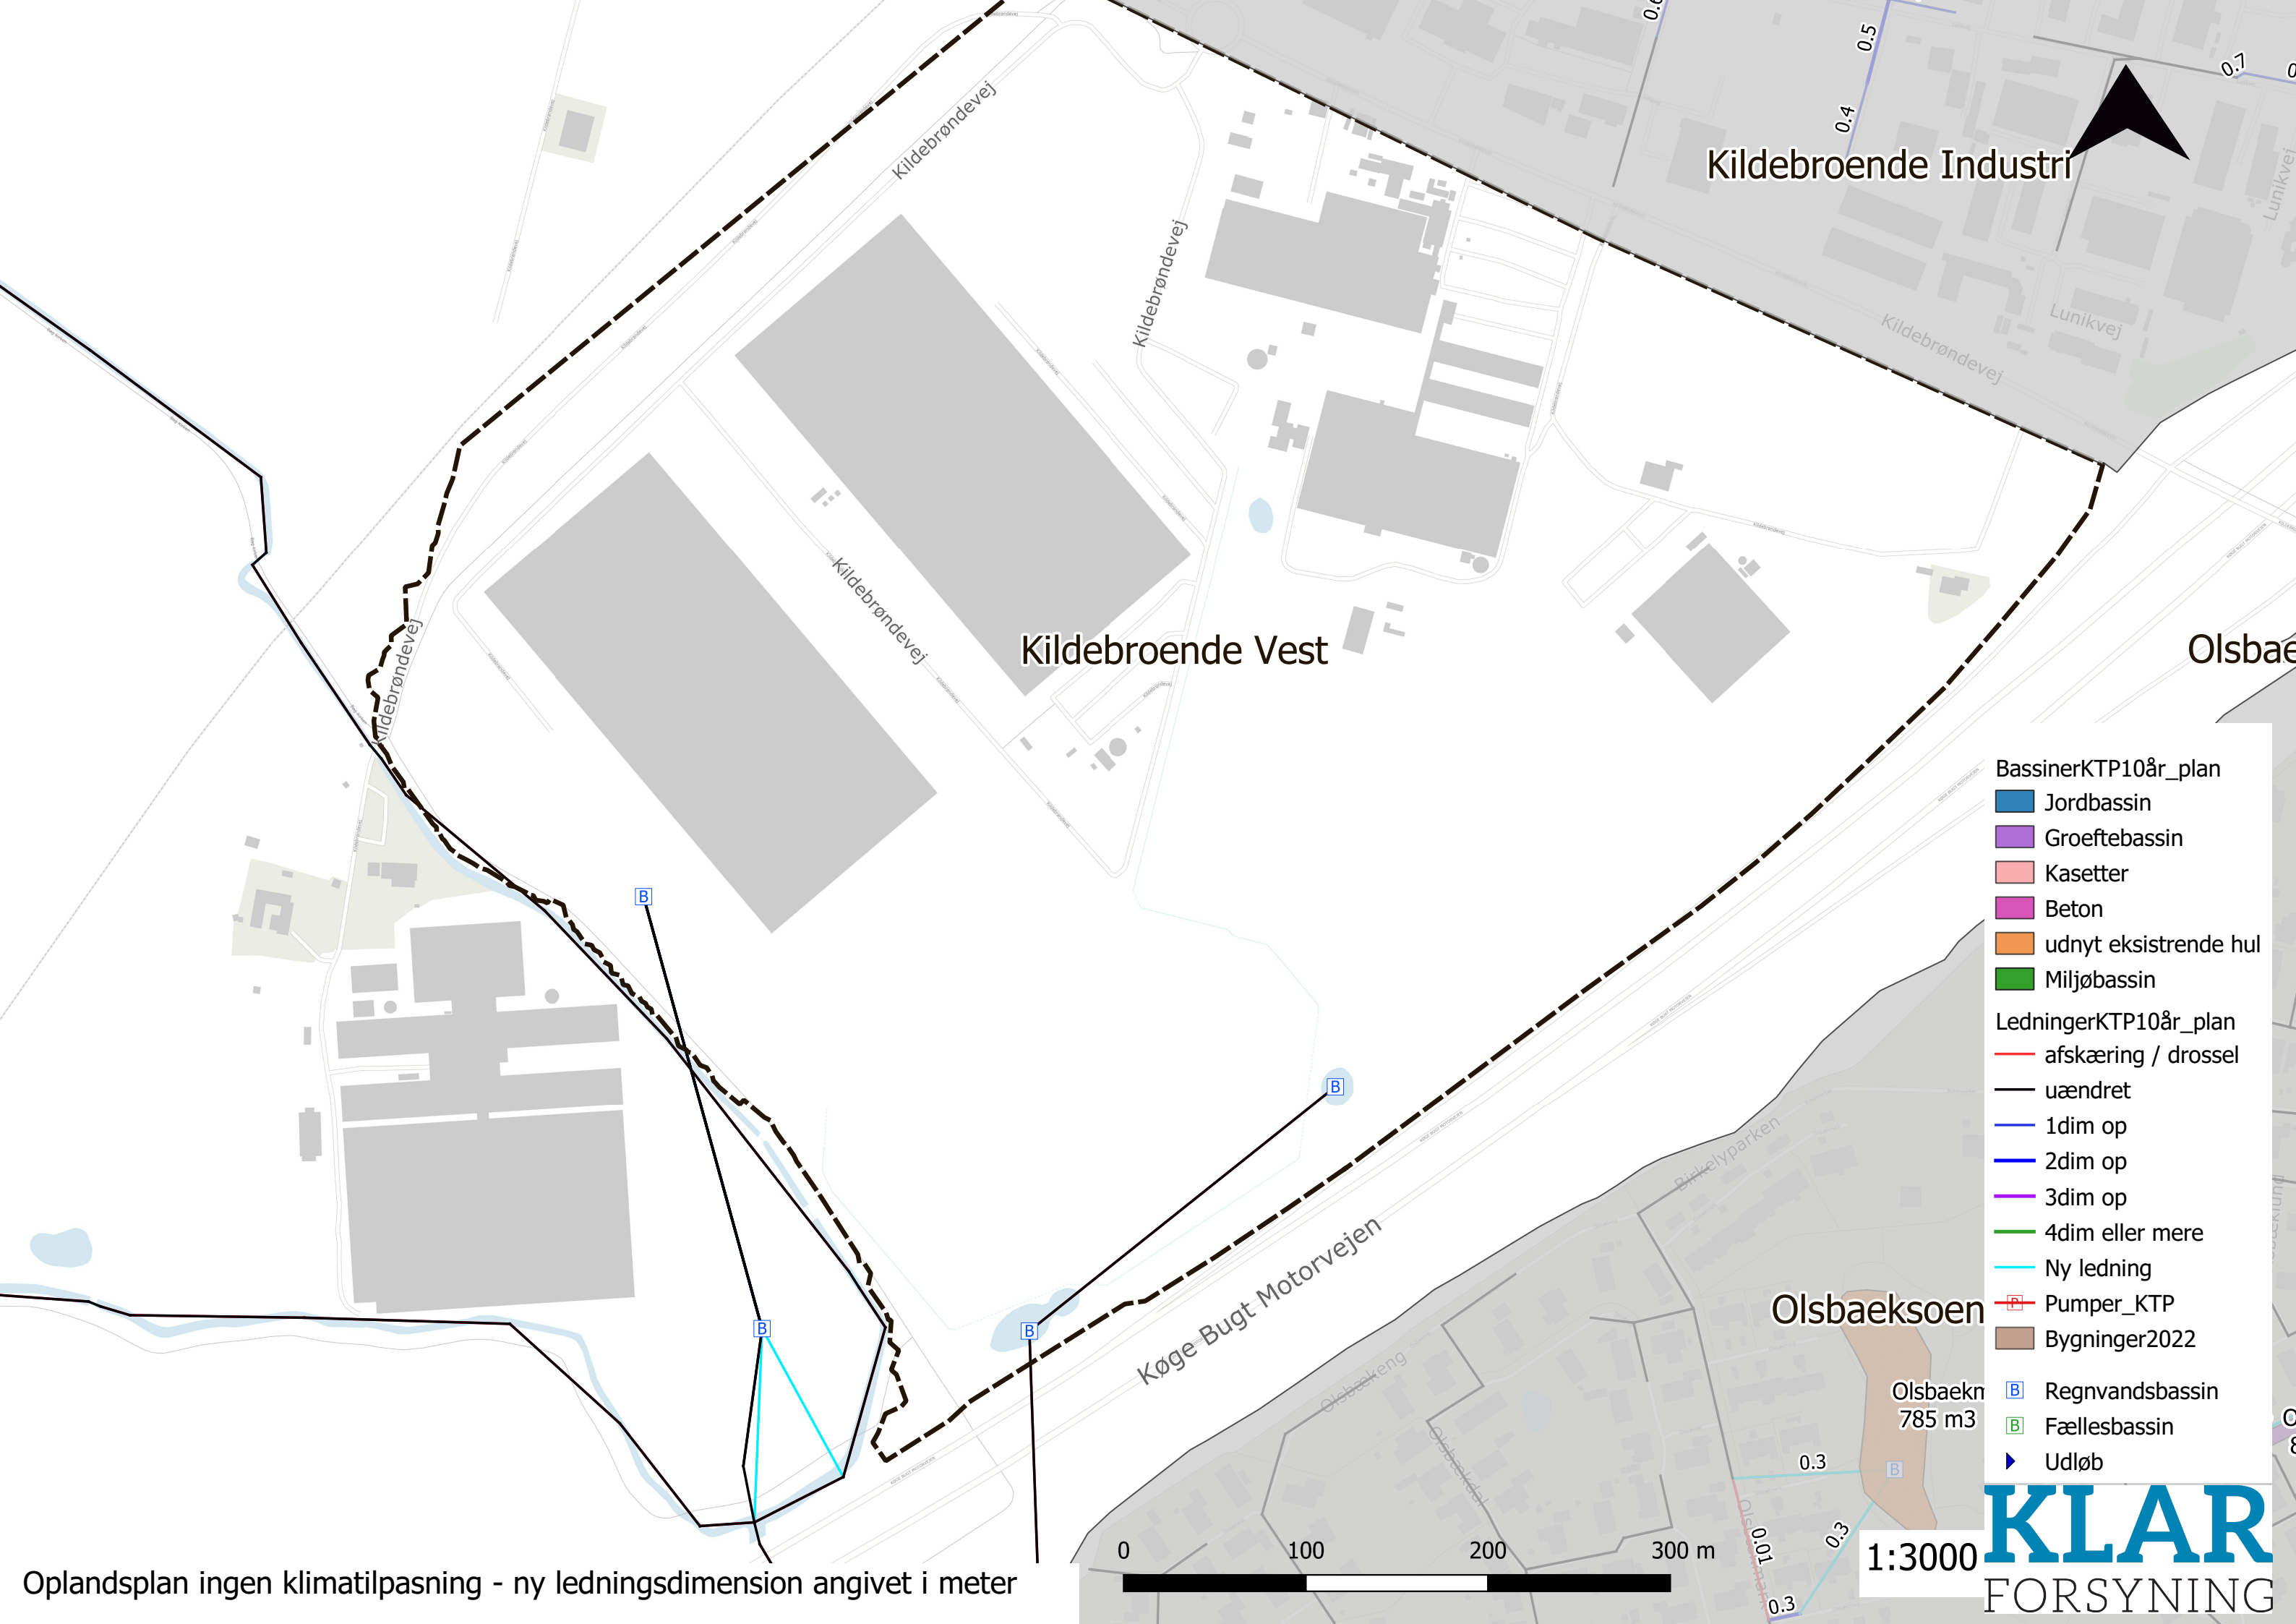 Kildebrøndevej
Kildebrøndevej
Kildebrøndevej
Kildebrøndevej
Kildebroende Vest
Kildebroende Industri
Kildebrøndevej
Lunikvej
Lunikvej
0.5
0.4
0.7
Olsbae
B
B
B
B
Køge Bugt Motorvejen
Birkelyparken
Olsbækeng
Olsbækdal
Olsbaeksoen
Olsbaekm
785 m3
B
0.3
0.3
0.01
0.3
BassinerKTP10år_plan
Jordbassin
Groeftebassin
Kasetter
Beton
udnyt eksistrende hul
Miljøbassin
LedningerKTP10år_plan
afskæring / drossel
uændret
1dim op
2dim op
3dim op
4dim eller mere
Ny ledning
P Pumper_KTP
Bygninger2022
B Regnvandsbassin
B Fællesbassin
Udløb
Oplandsplan ingen klimatilpasning - ny ledningsdimension angivet i meter
0 100 200 300 m
1:3000
KLAR
FORSYNING